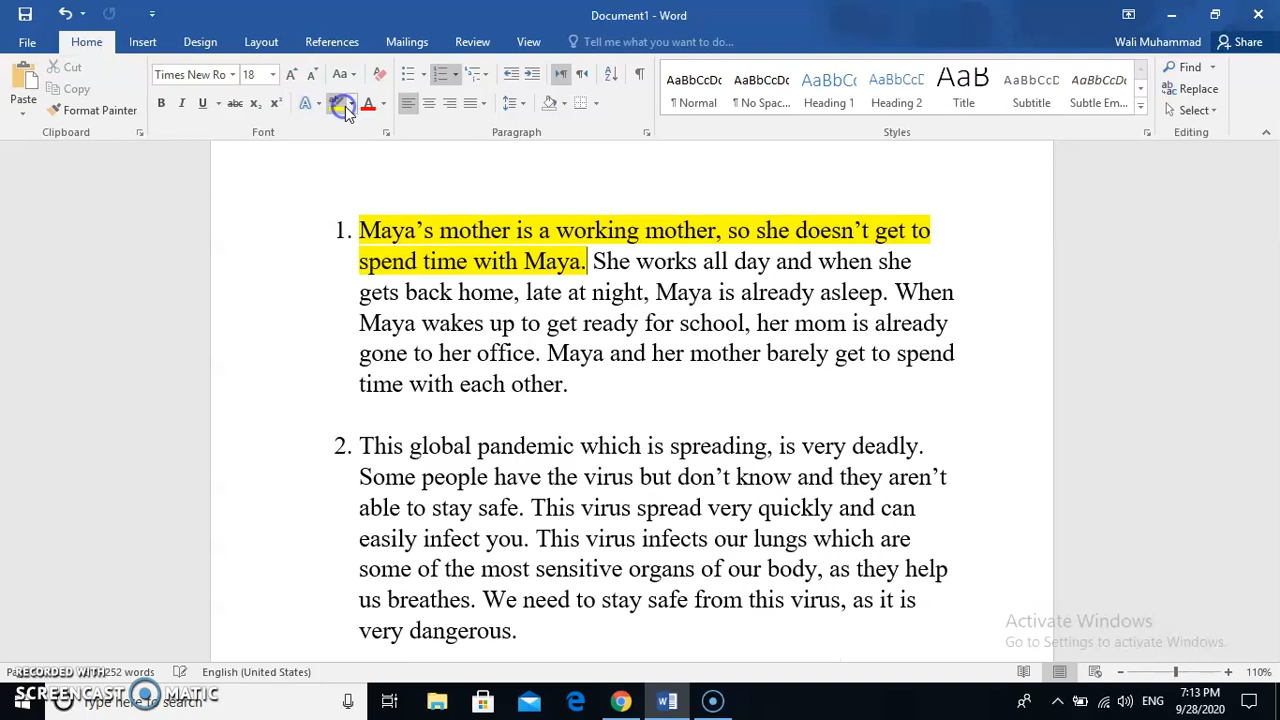 Document1 - Word
File Home Insert Design Layout References Mailings Review View Tell me what you want to do... Wali Muhammad Share
Paste Cut Copy Format Painter Clipboard
Times New Ro 18 Aa
B I U abc x₂ x² A A Font
Paragraph
AaBbCcDc AaBbCcDc AaBbCc AaBbCcD AaB AaBbCcD AaBbCcDc
¶ Normal ¶ No Spac... Heading 1 Heading 2 Title Subtitle Subtle Em... Styles
Find Replace Select Editing
1. Maya’s mother is a working mother, so she doesn’t get to
spend time with Maya. She works all day and when she
gets back home, late at night, Maya is already asleep. When
Maya wakes up to get ready for school, her mom is already
gone to her office. Maya and her mother barely get to spend
time with each other.
2. This global pandemic which is spreading, is very deadly.
Some people have the virus but don’t know and they aren’t
able to stay safe. This virus spread very quickly and can
easily infect you. This virus infects our lungs which are
some of the most sensitive organs of our body, as they help
us breathes. We need to stay safe from this virus, as it is
very dangerous.
Activate Windows
Go to Settings to activate Windows.
252 words English (United States) 110%
RECORDED WITH
SCREENCAST MATIC
Type here to search
ENG 7:13 PM
9/28/2020